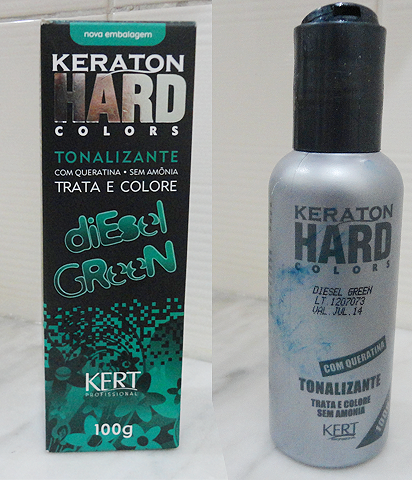 nova embalagem
KERATON
HARD
COLORS
TONALIZANTE
COM QUERATINA • SEM AMÔNIA
TRATA E COLORE
diEsel
GReeN
KERT
PROFISSIONAL
100g
KERATON
HARD
COLORS
DIESEL GREEN
LT.1207073
VAL.JUL.14
COM QUERATINA
TONALIZANTE
TRATA E COLORE
SEM AMONIA
KERT